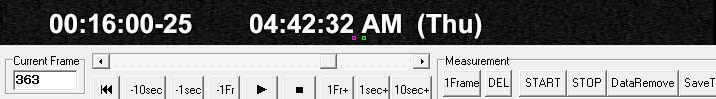 00:16:00-25 04:42:32 AM (Thu)
Current Frame
363
-10sec -1sec -1Fr 1Fr+ 1sec+ 10sec+
Measurement
1Frame DEL START STOP DataRemove SaveT